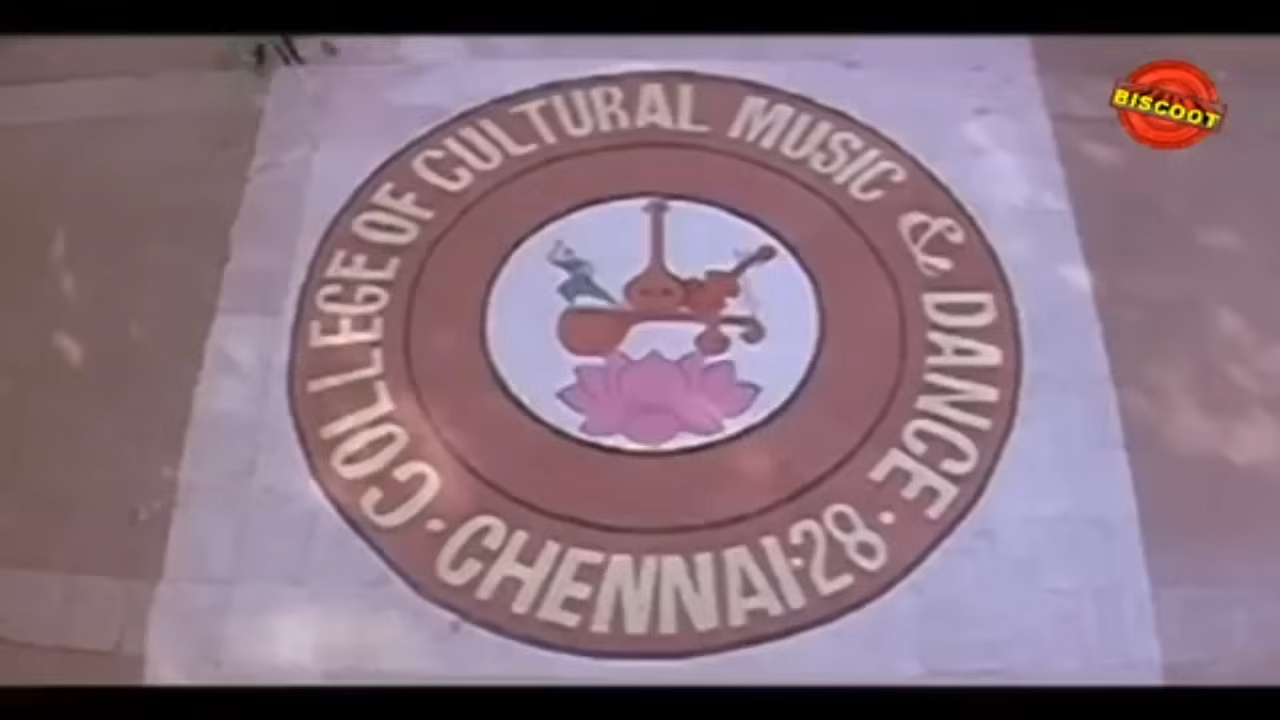 COLLEGE OF CULTURAL MUSIC & DANCE
· CHENNAI·28 ·
BISCOOT